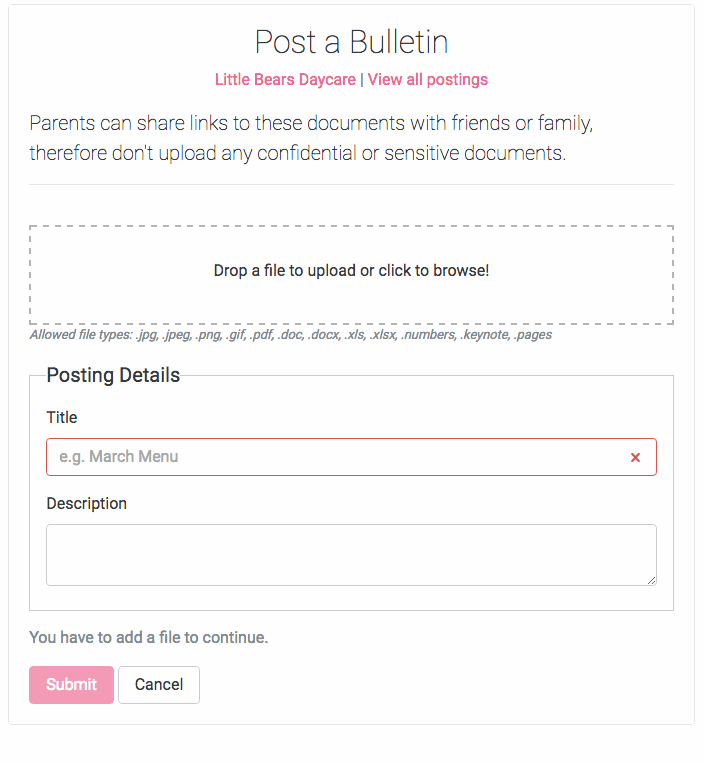 Post a Bulletin
Little Bears Daycare | View all postings
Parents can share links to these documents with friends or family,
therefore don't upload any confidential or sensitive documents.
Drop a file to upload or click to browse!
Allowed file types: .jpg, .jpeg, .png, .gif, .pdf, .doc, .docx, .xls, .xlsx, .numbers, .keynote, .pages
Posting Details
Title
e.g. March Menu
Description
You have to add a file to continue.
Submit Cancel